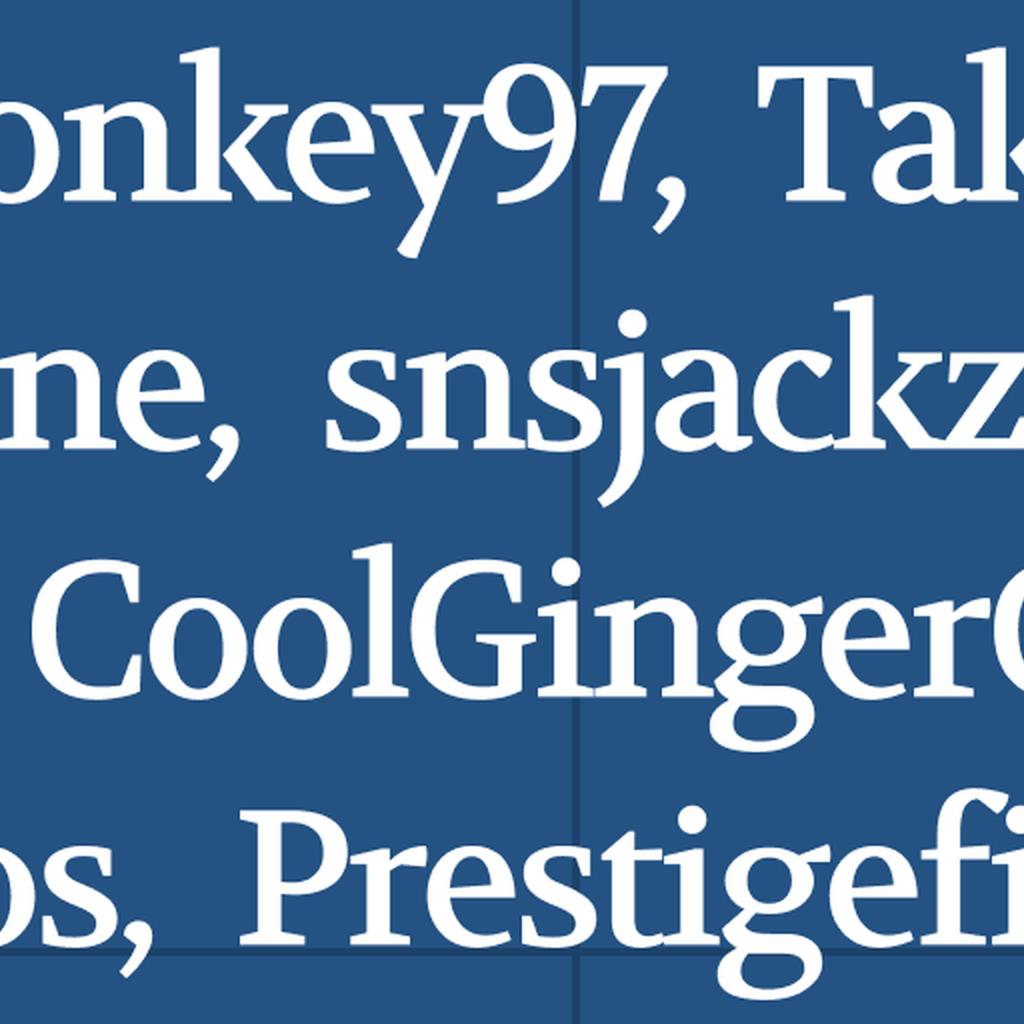 onkey97, Tak
ne, snsjackz
CoolGinger
os, Prestigefi